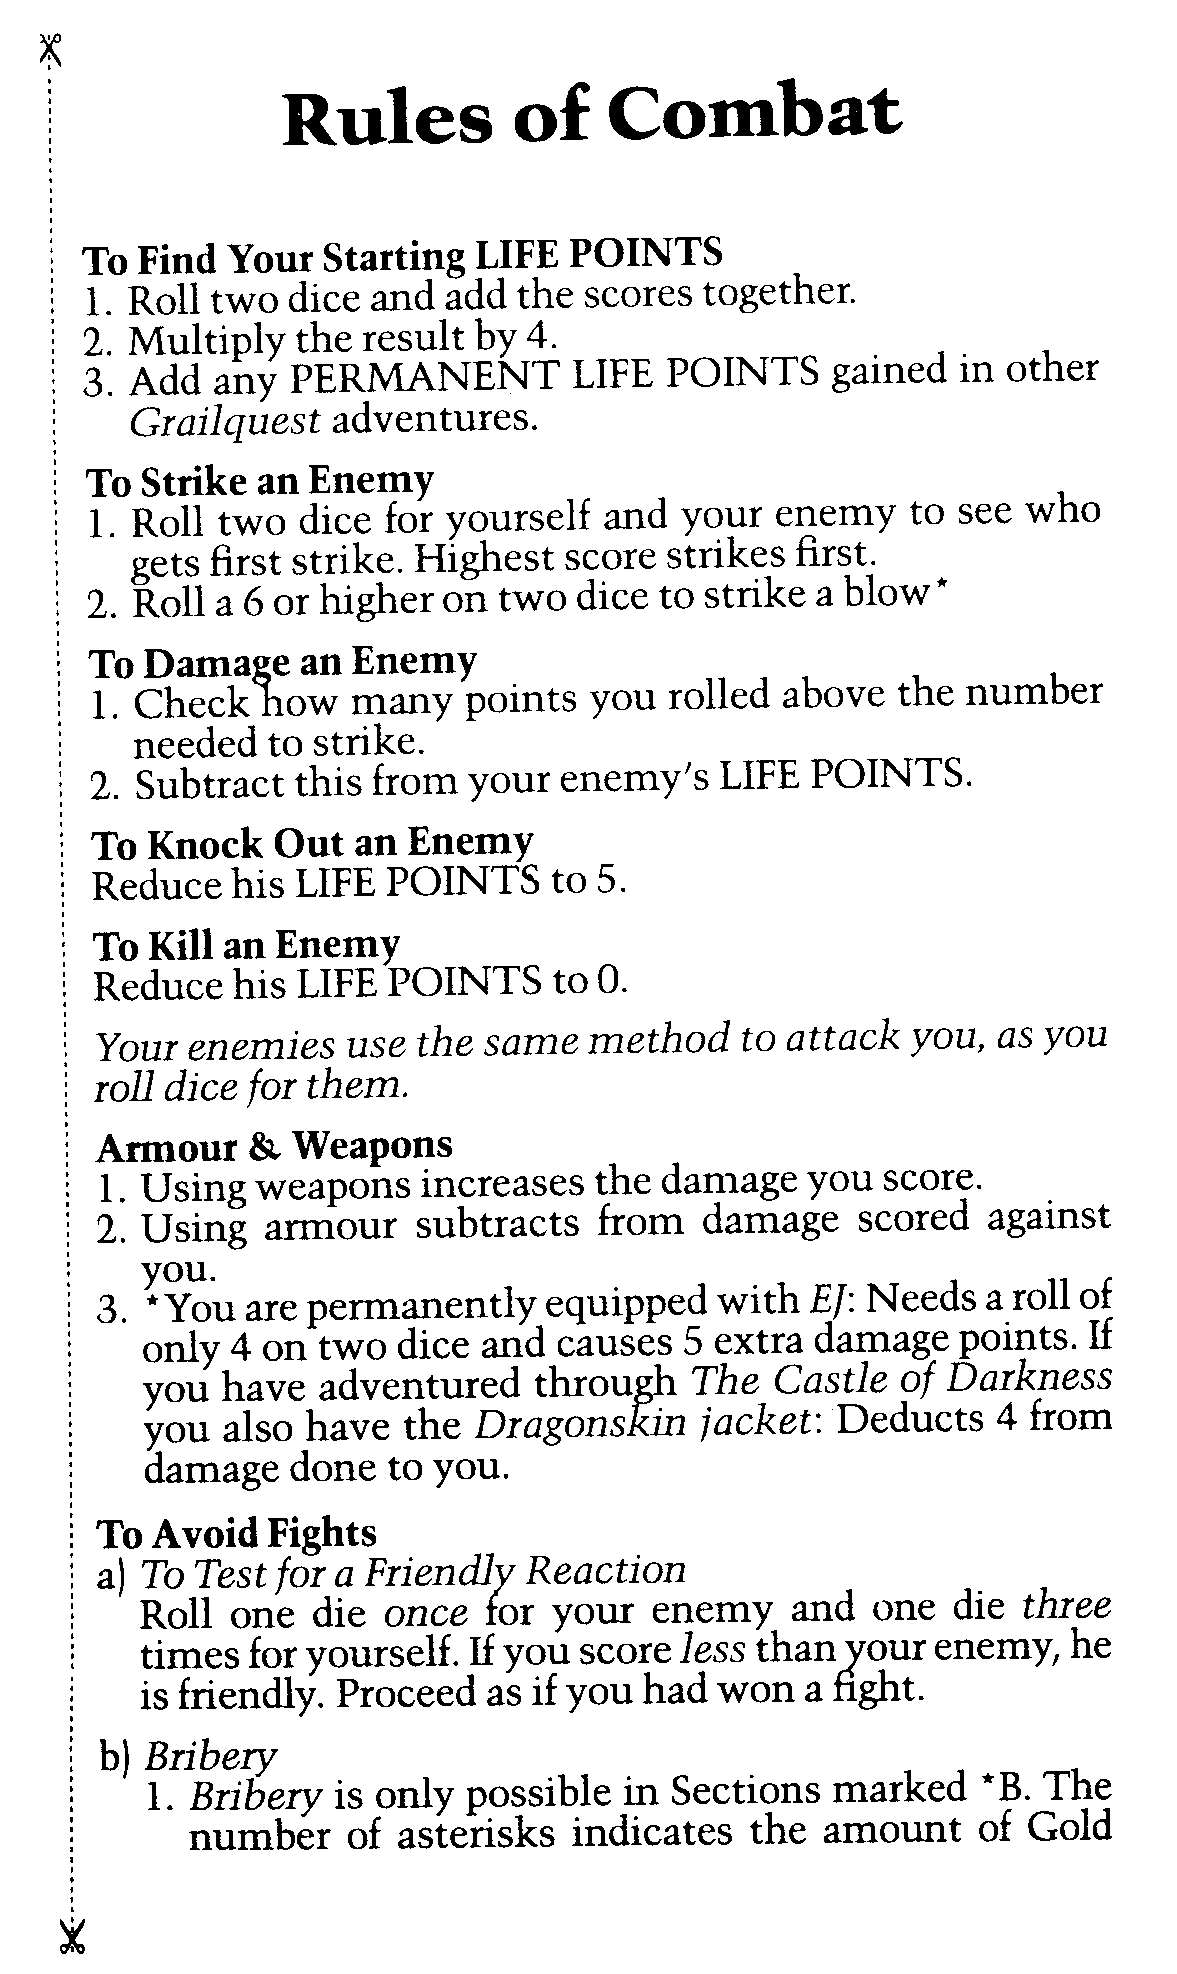 Rules of Combat
To Find Your Starting LIFE POINTS
1. Roll two dice and add the scores together.
2. Multiply the result by 4.
3. Add any PERMANENT LIFE POINTS gained in other
Grailquest adventures.
To Strike an Enemy
1. Roll two dice for yourself and your enemy to see who
gets first strike. Highest score strikes first.
2. Roll a 6 or higher on two dice to strike a blow*
To Damage an Enemy
1. Check how many points you rolled above the number
needed to strike.
2. Subtract this from your enemy's LIFE POINTS.
To Knock Out an Enemy
Reduce his LIFE POINTS to 5.
To Kill an Enemy
Reduce his LIFE POINTS to 0.
Your enemies use the same method to attack you, as you
roll dice for them.
Armour & Weapons
1. Using weapons increases the damage you score.
2. Using armour subtracts from damage scored against
you.
3. *You are permanently equipped with EJ: Needs a roll of
only 4 on two dice and causes 5 extra damage points. If
you have adventured through The Castle of Darkness
you also have the Dragonskin jacket: Deducts 4 from
damage done to you.
To Avoid Fights
a) To Test for a Friendly Reaction
Roll one die once for your enemy and one die three
times for yourself. If you score less than your enemy, he
is friendly. Proceed as if you had won a fight.
b) Bribery
1. Bribery is only possible in Sections marked *B. The
number of asterisks indicates the amount of Gold